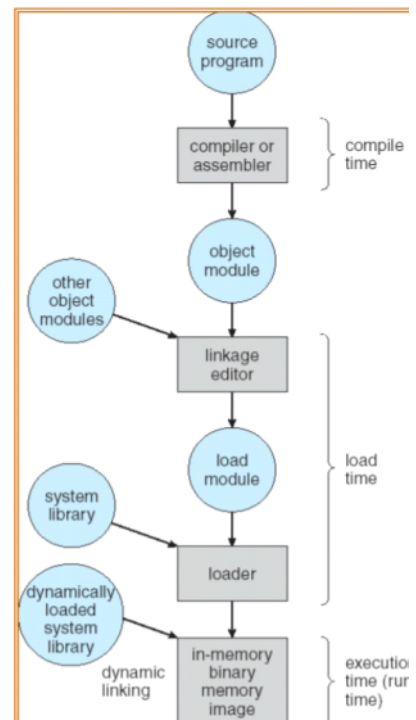 source
program
compiler or
assembler
compile
time
object
module
other
object
modules
linkage
editor
load
module
load
time
system
library
loader
dynamically
loaded
system
library
dynamic
linking
in-memory
binary
memory
image
execution
time (run
time)